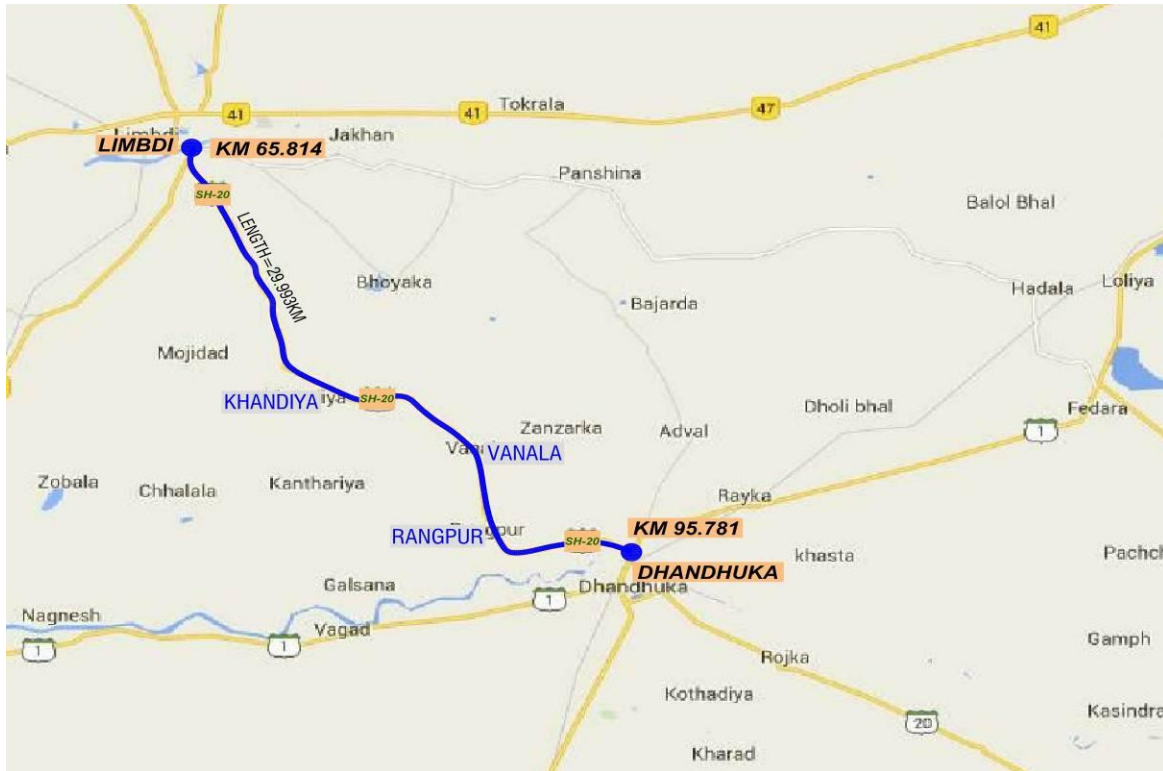 41
41
41
47
Tokrala
Limbdi
Jakhan
LIMBDI
KM 65.814
Panshina
SH-20
Balol Bhal
LENGTH=29.993KM
Bhoyaka
Hadala
Loliya
Bajarda
Mojidad
KHANDIYA
iya
SH-20
Dholi bhal
Fedara
Zanzarka
Adval
1
VANALA
Zobala
Chhalala
Kanthariya
Rayka
KM 95.781
RANGPUR
SH-20
khasta
Pachch
DHANDHUKA
Galsana
Dhandhuka
1
Nagnesh
Vagad
1
1
Gamph
Rojka
Kothadiya
20
Kasindra
Kharad